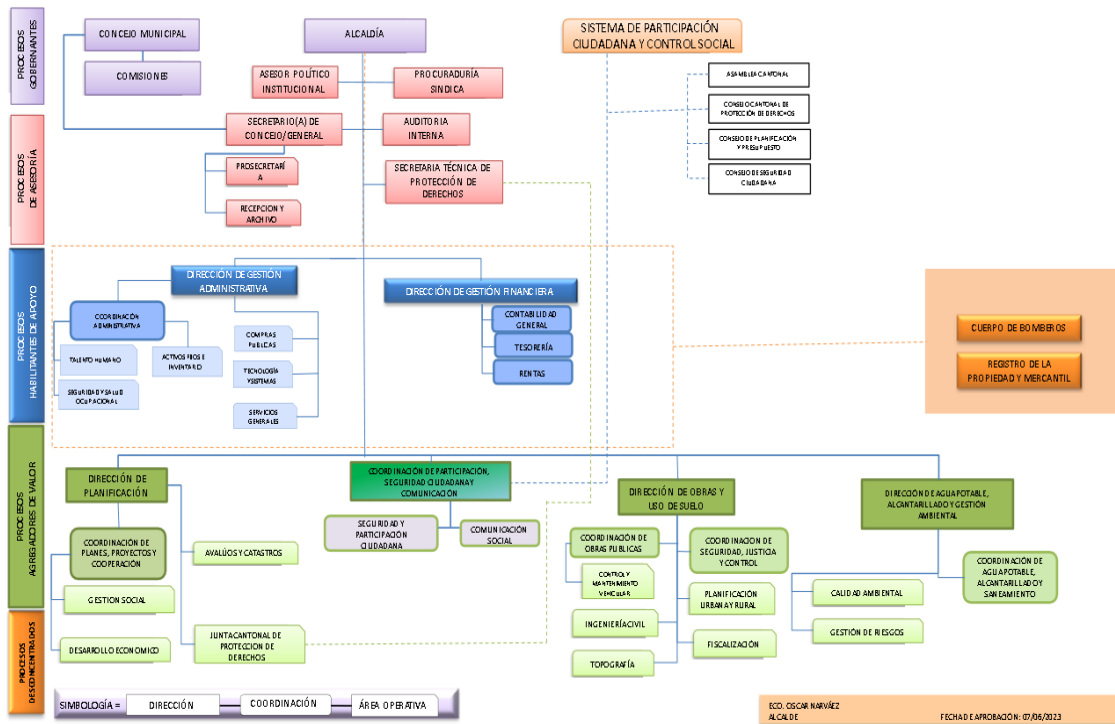 PROCESOS
GOBERNANTES
CONCEJO MUNICIPAL
COMISIONES
ALCALDÍA
SISTEMA DE PARTICIPACIÓN
CIUDADANA Y CONTROL SOCIAL
ASESOR POLÍTICO
INSTITUCIONAL
PROCURADURÍA
SINDICA
ASAMBLEA CANTONAL
CONSEJO CANTONAL DE
PROTECCIÓN DE DERECHOS
CONSEJO DE PLANIFICACIÓN
Y PRESUPUESTO
CONSEJO DE SEGURIDAD
CIUDADANA
PROCESOS
DE ASESORÍA
SECRETARIO(A) DE
CONCEJO/GENERAL
AUDITORIA
INTERNA
PROSECRETARÍ
A
RECEPCION Y
ARCHIVO
SECRETARIA TÉCNICA DE
PROTECCIÓN DE
DERECHOS
PROCESOS
HABILITANTES DE APOYO
DIRECCIÓN DE GESTIÓN
ADMINISTRATIVA
DIRECCIÓN DE GESTIÓN FINANCIERA
COORDINACIÓN
ADMINISTRATIVA
TALENTO HUMANO
ACTIVOS FIJOS E
INVENTARIO
SEGURIDAD Y SALUD
OCUPACIONAL
COMPRAS
PUBLICAS
TECNOLOGÍA
Y SISTEMAS
SERVICIOS
GENERALES
CONTABILIDAD
GENERAL
TESORERÍA
RENTAS
CUERPO DE BOMBEROS
REGISTRO DE LA
PROPIEDAD Y MERCANTIL
PROCESOS
AGREGADORES DE VALOR
DIRECCIÓN DE
PLANIFICACIÓN
COORDINACIÓN DE PARTICIPACIÓN,
SEGURIDAD CIUDADANA Y
COMUNICACIÓN
DIRECCIÓN DE OBRAS Y
USO DE SUELO
DIRECCIÓN DE AGUA POTABLE,
ALCANTARILLADO Y GESTIÓN
AMBIENTAL
COORDINACIÓN
DE PLANES, PROYECTOS Y
COOPERACIÓN
AVALÚOS Y CATASTROS
GESTION SOCIAL
SEGURIDAD Y
PARTICIPACIÓN
CIUDADANA
COMUNICACIÓN
SOCIAL
COORDINACIÓN DE
OBRAS PUBLICAS
COORDINACION DE
SEGURIDAD, JUSTICIA
Y CONTROL
CONTROL Y
MANTENIMIENTO
VEHICULAR
PLANIFICACIÓN
URBANA Y RURAL
COORDINACIÓN DE
AGUA POTABLE,
ALCANTARILLADO Y
SANEAMIENTO
CALIDAD AMBIENTAL
PROCESOS
DESCONCENTRADOS
DESARROLLO ECONOMICO
JUNTA CANTONAL DE
PROTECCION DE
DERECHOS
INGENIERÍA CIVIL
FISCALIZACIÓN
TOPOGRAFÍA
GESTIÓN DE RIESGOS
SIMBOLOGÍA =
DIRECCIÓN
COORDINACIÓN
ÁREA OPERATIVA
ECO. OSCAR NARVÁEZ
ALCALDE
FECHA DE APROBACIÓN: 07/06/2023